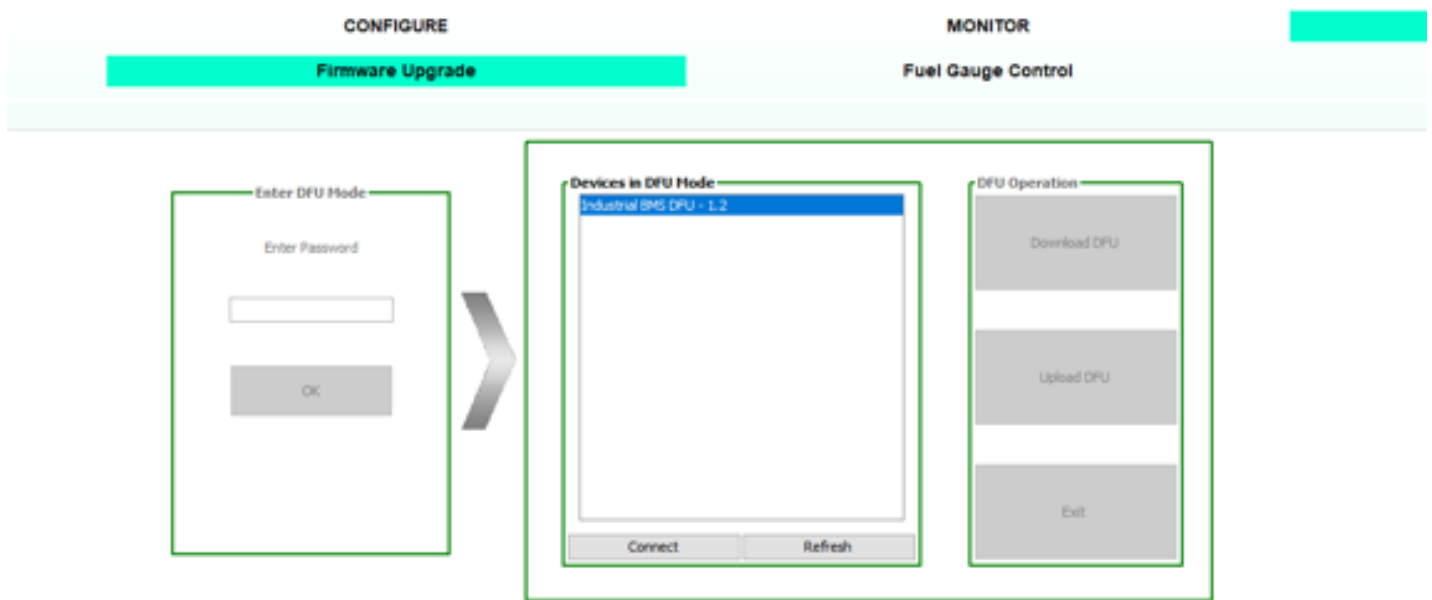 CONFIGURE
MONITOR
Firmware Upgrade
Fuel Gauge Control
Enter DFU Mode
Enter Password
OK
Devices in DFU Mode
Industrial BMS DFU - 1.2
Connect
Refresh
DFU Operation
Download DFU
Upload DFU
Exit